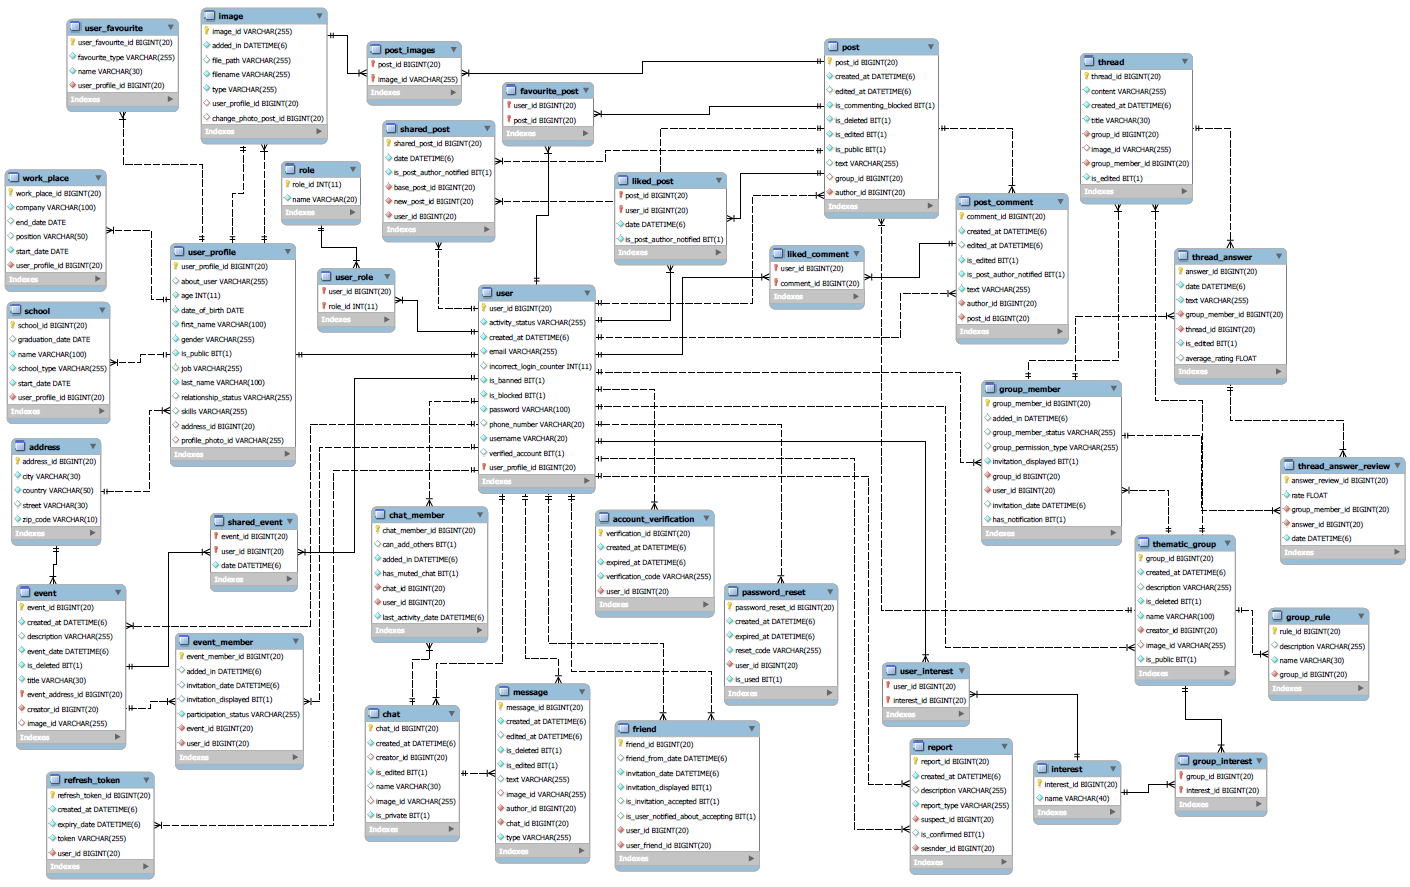 user_favourite
user_favourite_id BIGINT(20)
favourite_type VARCHAR(255)
name VARCHAR(30)
user_profile_id BIGINT(20)
Indexes
image
image_id VARCHAR(255)
added_in DATETIME(6)
file_path VARCHAR(255)
filename VARCHAR(255)
type VARCHAR(255)
user_profile_id BIGINT(20)
change_photo_post_id BIGINT(20)
Indexes
post_images
post_id BIGINT(20)
image_id VARCHAR(255)
Indexes
favourite_post
user_id BIGINT(20)
post_id BIGINT(20)
Indexes
post
post_id BIGINT(20)
created_at DATETIME(6)
edited_at DATETIME(6)
is_commenting_blocked BIT(1)
is_deleted BIT(1)
is_edited BIT(1)
is_public BIT(1)
text VARCHAR(255)
group_id BIGINT(20)
author_id BIGINT(20)
Indexes
thread
thread_id BIGINT(20)
content VARCHAR(255)
created_at DATETIME(6)
title VARCHAR(30)
group_id BIGINT(20)
image_id VARCHAR(255)
group_member_id BIGINT(20)
is_edited BIT(1)
Indexes
shared_post
shared_post_id BIGINT(20)
date DATETIME(6)
is_post_author_notified BIT(1)
base_post_id BIGINT(20)
new_post_id BIGINT(20)
user_id BIGINT(20)
Indexes
work_place
work_place_id BIGINT(20)
company VARCHAR(100)
end_date DATE
position VARCHAR(50)
start_date DATE
user_profile_id BIGINT(20)
Indexes
role
role_id INT(11)
name VARCHAR(20)
Indexes
liked_post
post_id BIGINT(20)
user_id BIGINT(20)
date DATETIME(6)
is_post_author_notified BIT(1)
Indexes
post_comment
comment_id BIGINT(20)
created_at DATETIME(6)
edited_at DATETIME(6)
is_edited BIT(1)
is_post_author_notified BIT(1)
text VARCHAR(255)
author_id BIGINT(20)
post_id BIGINT(20)
Indexes
user_profile
user_profile_id BIGINT(20)
about_user VARCHAR(255)
age INT(11)
date_of_birth DATE
first_name VARCHAR(100)
gender VARCHAR(255)
is_public BIT(1)
job VARCHAR(255)
last_name VARCHAR(100)
relationship_status VARCHAR(255)
skills VARCHAR(255)
address_id BIGINT(20)
profile_photo_id VARCHAR(255)
Indexes
user_role
user_id BIGINT(20)
role_id INT(11)
Indexes
liked_comment
user_id BIGINT(20)
comment_id BIGINT(20)
Indexes
thread_answer
answer_id BIGINT(20)
date DATETIME(6)
text VARCHAR(255)
group_member_id BIGINT(20)
thread_id BIGINT(20)
is_edited BIT(1)
average_rating FLOAT
Indexes
school
school_id BIGINT(20)
graduation_date DATE
name VARCHAR(100)
school_type VARCHAR(255)
start_date DATE
user_profile_id BIGINT(20)
Indexes
user
user_id BIGINT(20)
activity_status VARCHAR(255)
created_at DATETIME(6)
email VARCHAR(255)
incorrect_login_counter INT(11)
is_banned BIT(1)
is_blocked BIT(1)
password VARCHAR(100)
phone_number VARCHAR(20)
username VARCHAR(20)
verified_account BIT(1)
user_profile_id BIGINT(20)
Indexes
group_member
group_member_id BIGINT(20)
added_in DATETIME(6)
group_member_status VARCHAR(255)
group_permission_type VARCHAR(255)
invitation_displayed BIT(1)
group_id BIGINT(20)
user_id BIGINT(20)
invitation_date DATETIME(6)
has_notification BIT(1)
Indexes
address
address_id BIGINT(20)
city VARCHAR(30)
country VARCHAR(50)
street VARCHAR(30)
zip_code VARCHAR(10)
Indexes
thread_answer_review
answer_review_id BIGINT(20)
rate FLOAT
group_member_id BIGINT(20)
answer_id BIGINT(20)
date DATETIME(6)
Indexes
shared_event
event_id BIGINT(20)
user_id BIGINT(20)
date DATETIME(6)
Indexes
chat_member
chat_member_id BIGINT(20)
can_add_others BIT(1)
added_in DATETIME(6)
has_muted_chat BIT(1)
chat_id BIGINT(20)
user_id BIGINT(20)
last_activity_date DATETIME(6)
Indexes
account_verification
verification_id BIGINT(20)
created_at DATETIME(6)
expired_at DATETIME(6)
verification_code VARCHAR(255)
user_id BIGINT(20)
Indexes
thematic_group
group_id BIGINT(20)
created_at DATETIME(6)
description VARCHAR(255)
is_deleted BIT(1)
name VARCHAR(100)
creator_id BIGINT(20)
image_id VARCHAR(255)
is_public BIT(1)
Indexes
event
event_id BIGINT(20)
created_at DATETIME(6)
description VARCHAR(255)
event_date DATETIME(6)
is_deleted BIT(1)
title VARCHAR(30)
event_address_id BIGINT(20)
creator_id BIGINT(20)
image_id VARCHAR(255)
Indexes
password_reset
password_reset_id BIGINT(20)
created_at DATETIME(6)
expired_at DATETIME(6)
reset_code VARCHAR(255)
user_id BIGINT(20)
is_used BIT(1)
Indexes
group_rule
rule_id BIGINT(20)
description VARCHAR(255)
name VARCHAR(30)
group_id BIGINT(20)
Indexes
event_member
event_member_id BIGINT(20)
added_in DATETIME(6)
invitation_date DATETIME(6)
invitation_displayed BIT(1)
participation_status VARCHAR(255)
event_id BIGINT(20)
user_id BIGINT(20)
Indexes
user_interest
user_id BIGINT(20)
interest_id BIGINT(20)
Indexes
message
message_id BIGINT(20)
created_at DATETIME(6)
edited_at DATETIME(6)
is_deleted BIT(1)
is_edited BIT(1)
text VARCHAR(255)
image_id VARCHAR(255)
author_id BIGINT(20)
chat_id BIGINT(20)
type VARCHAR(255)
Indexes
chat
chat_id BIGINT(20)
created_at DATETIME(6)
creator_id BIGINT(20)
is_edited BIT(1)
name VARCHAR(30)
image_id VARCHAR(255)
is_private BIT(1)
Indexes
friend
friend_id BIGINT(20)
friend_from_date DATETIME(6)
invitation_date DATETIME(6)
invitation_displayed BIT(1)
is_invitation_accepted BIT(1)
is_user_notified_about_accepting BIT(1)
user_id BIGINT(20)
user_friend_id BIGINT(20)
Indexes
report
report_id BIGINT(20)
created_at DATETIME(6)
description VARCHAR(255)
report_type VARCHAR(255)
suspect_id BIGINT(20)
is_confirmed BIT(1)
sesnder_id BIGINT(20)
Indexes
interest
interest_id BIGINT(20)
name VARCHAR(40)
Indexes
group_interest
group_id BIGINT(20)
interest_id BIGINT(20)
Indexes
refresh_token
refresh_token_id BIGINT(20)
created_at DATETIME(6)
expiry_date DATETIME(6)
token VARCHAR(255)
user_id BIGINT(20)
Indexes